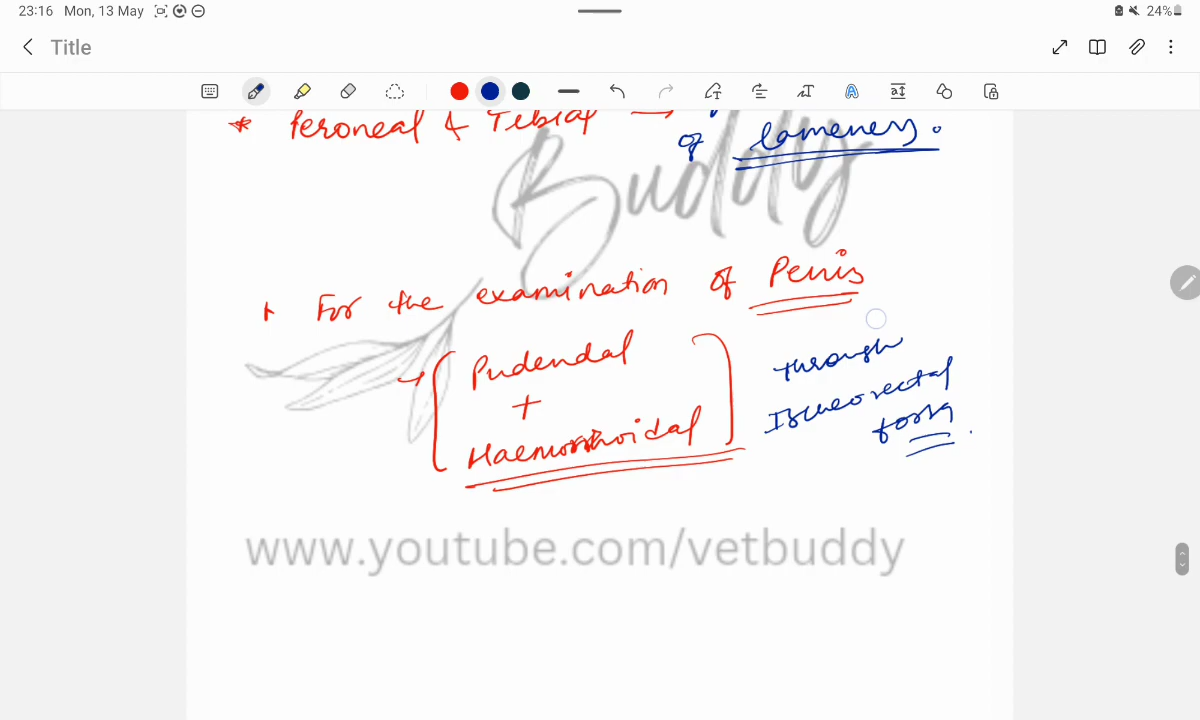 23:16 Mon, 13 May 24%
Title
* Peroneal & Tibial →
of lameness.
Buddy
For the examination of Penis
Pudendal
+
Haemorrhoidal
through
Ischeorectal
fossa.
www.youtube.com/vetbuddy